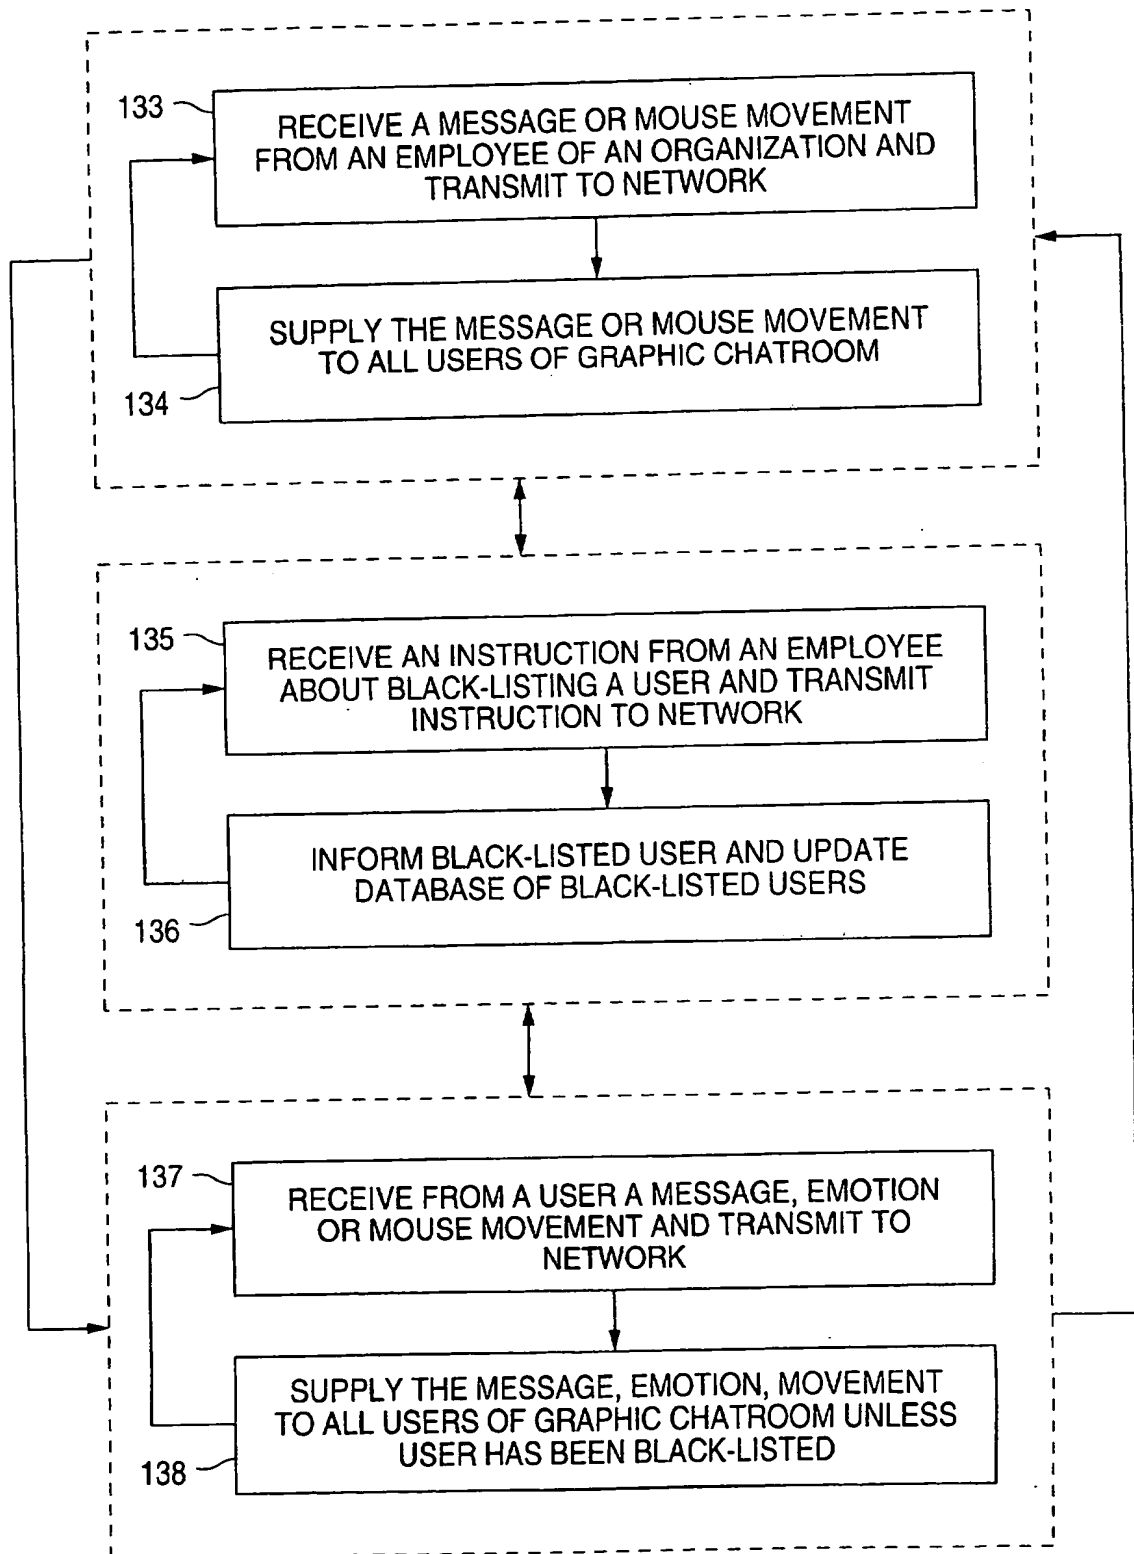 133
RECEIVE A MESSAGE OR MOUSE MOVEMENT
FROM AN EMPLOYEE OF AN ORGANIZATION AND
TRANSMIT TO NETWORK
SUPPLY THE MESSAGE OR MOUSE MOVEMENT
TO ALL USERS OF GRAPHIC CHATROOM
134
135
RECEIVE AN INSTRUCTION FROM AN EMPLOYEE
ABOUT BLACK-LISTING A USER AND TRANSMIT
INSTRUCTION TO NETWORK
INFORM BLACK-LISTED USER AND UPDATE
DATABASE OF BLACK-LISTED USERS
136
137
RECEIVE FROM A USER A MESSAGE, EMOTION
OR MOUSE MOVEMENT AND TRANSMIT TO
NETWORK
SUPPLY THE MESSAGE, EMOTION, MOVEMENT
TO ALL USERS OF GRAPHIC CHATROOM UNLESS
USER HAS BEEN BLACK-LISTED
138